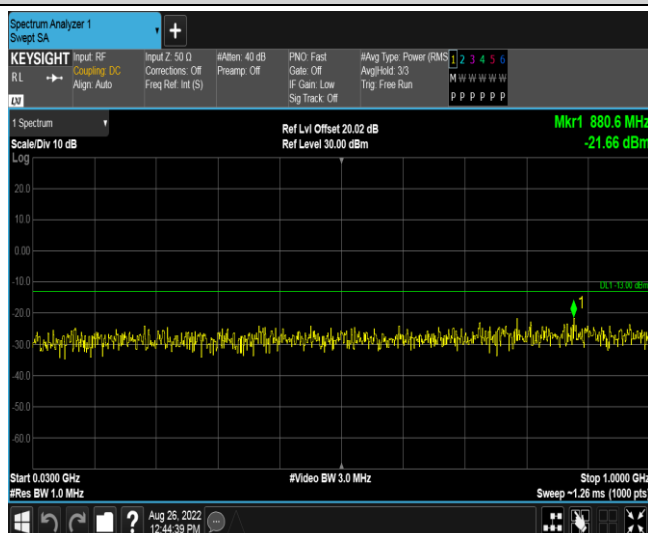 Spectrum Analyzer 1
Swept SA
+
KEYSIGHT
RL
LXI
Input: RF
Coupling: DC
Align: Auto
Input Z: 50 Ω
Corrections: Off
Freq Ref: Int (S)
#Atten: 40 dB
Preamp: Off
PNO: Fast
Gate: Off
IF Gain: Low
Sig Track: Off
#Avg Type: Power (RMS
Avg|Hold: 3/3
Trig: Free Run
1 2 3 4 5 6
M W W W W W
P P P P P P
1 Spectrum
Scale/Div 10 dB
Log
Ref Lvl Offset 20.02 dB
Ref Level 30.00 dBm
Mkr1 880.6 MHz
-21.66 dBm
20.0
10.0
0.00
-10.0
DL1 -13.00 dBm
1
-20.0
-30.0
-40.0
-50.0
-60.0
Start 0.0300 GHz
#Res BW 1.0 MHz
#Video BW 3.0 MHz
Stop 1.0000 GHz
Sweep ~1.26 ms (1000 pts)
?
Aug 26, 2022
12:44:39 PM